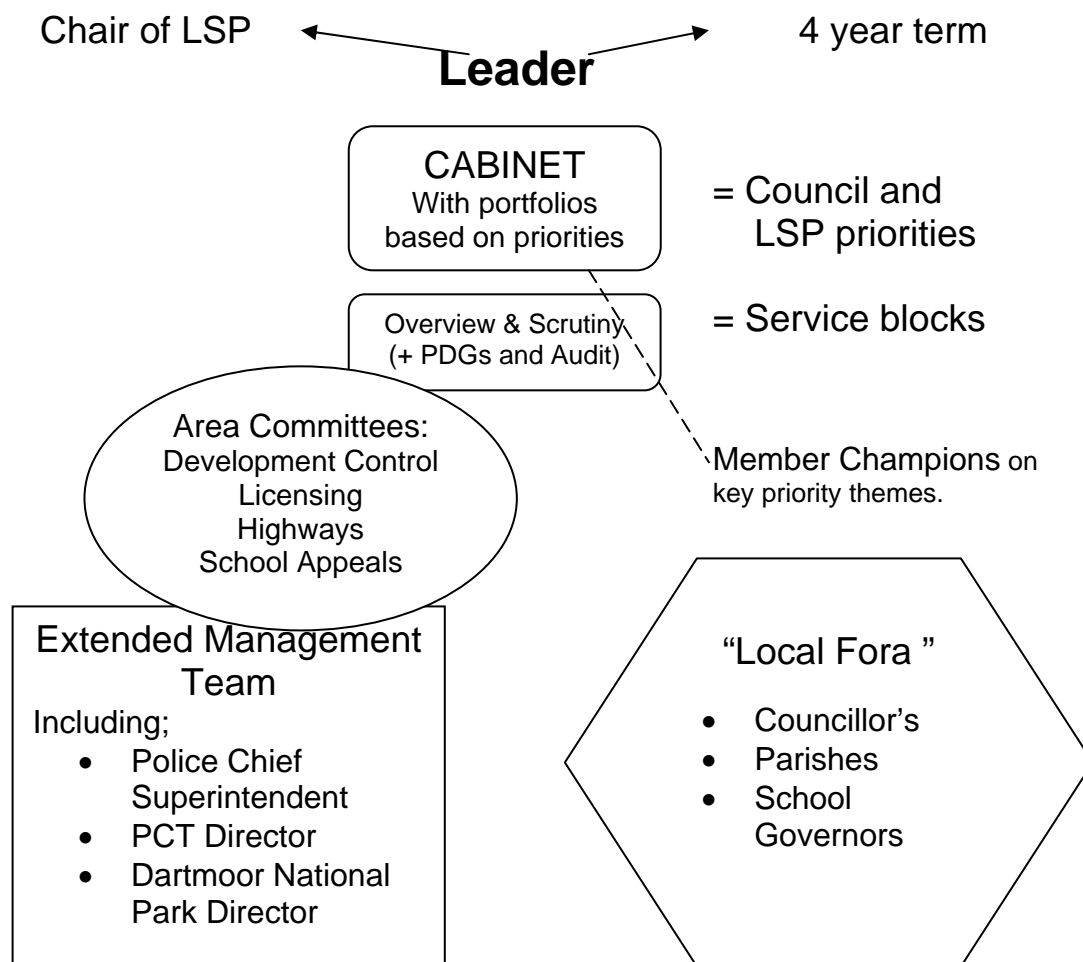 Chair of LSP
4 year term
Leader
CABINET
With portfolios
based on priorities
= Council and
LSP priorities
Overview & Scrutiny
(+ PDGs and Audit)
= Service blocks
Area Committees:
Development Control
Licensing
Highways
School Appeals
Member Champions on
key priority themes.
Extended Management
Team
Including;
• Police Chief
Superintendent
• PCT Director
• Dartmoor National
Park Director
“Local Fora ”
• Councillor’s
• Parishes
• School
Governors